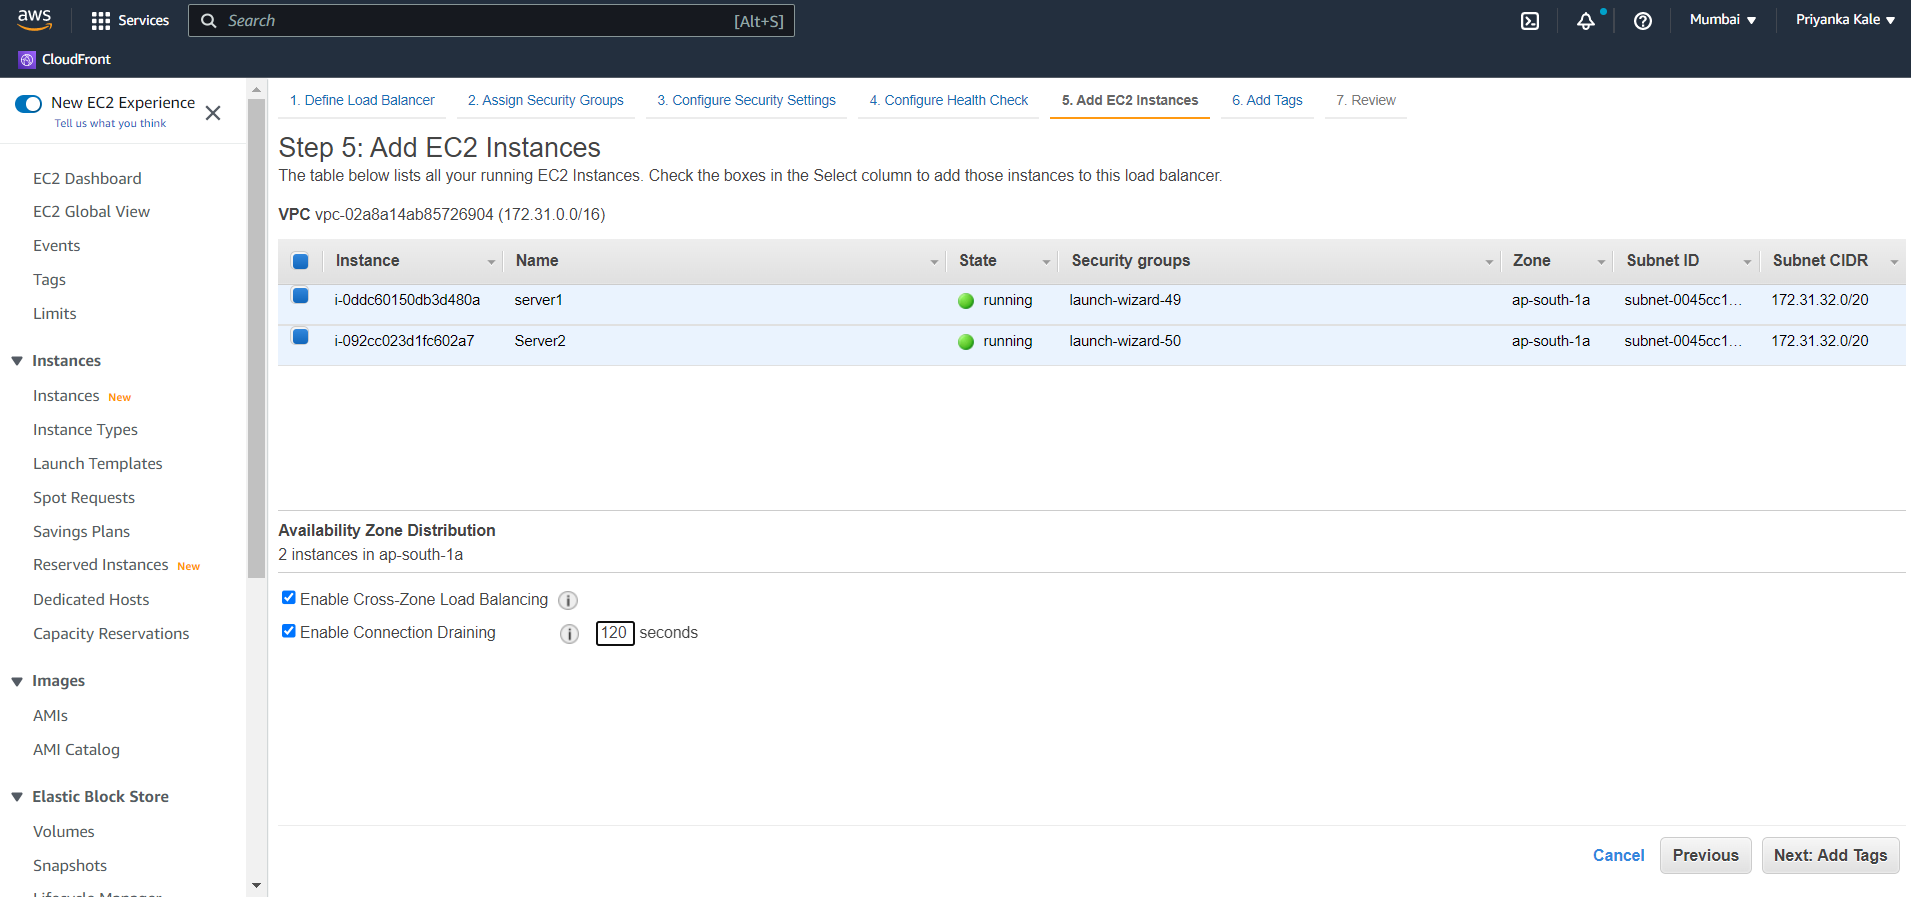 aws
Services
Search [Alt+S]
Mumbai ▼
Priyanka Kale ▼
CloudFront
New EC2 Experience
Tell us what you think
EC2 Dashboard
EC2 Global View
Events
Tags
Limits
Instances
Instances New
Instance Types
Launch Templates
Spot Requests
Savings Plans
Reserved Instances New
Dedicated Hosts
Capacity Reservations
Images
AMIs
AMI Catalog
Elastic Block Store
Volumes
Snapshots
Lifecycle Manager
1. Define Load Balancer 2. Assign Security Groups 3. Configure Security Settings 4. Configure Health Check 5. Add EC2 Instances 6. Add Tags 7. Review
Step 5: Add EC2 Instances
The table below lists all your running EC2 Instances. Check the boxes in the Select column to add those instances to this load balancer.
VPC vpc-02a8a14ab85726904 (172.31.0.0/16)
Instance Name State Security groups Zone Subnet ID Subnet CIDR
i-0ddc60150db3d480a server1 running launch-wizard-49 ap-south-1a subnet-0045cc1... 172.31.32.0/20
i-092cc023d1fc602a7 Server2 running launch-wizard-50 ap-south-1a subnet-0045cc1... 172.31.32.0/20
Availability Zone Distribution
2 instances in ap-south-1a
Enable Cross-Zone Load Balancing
Enable Connection Draining 120 seconds
Cancel Previous Next: Add Tags